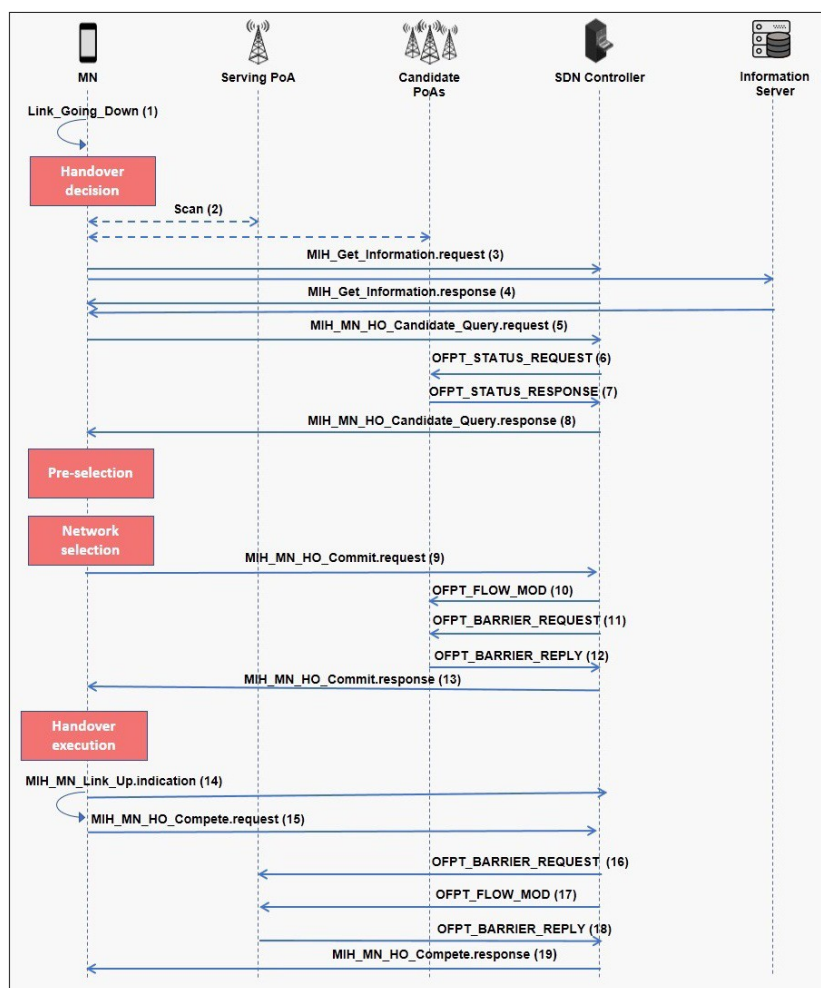 MN
Serving PoA
Candidate
PoAs
SDN Controller
Information
Server
Link_Going_Down (1)
Handover
decision
Scan (2)
MIH_Get_Information.request (3)
MIH_Get_Information.response (4)
MIH_MN_HO_Candidate_Query.request (5)
OFPT_STATUS_REQUEST (6)
OFPT_STATUS_RESPONSE (7)
MIH_MN_HO_Candidate_Query.response (8)
Pre-selection
Network
selection
MIH_MN_HO_Commit.request (9)
OFPT_FLOW_MOD (10)
OFPT_BARRIER_REQUEST (11)
OFPT_BARRIER_REPLY (12)
MIH_MN_HO_Commit.response (13)
Handover
execution
MIH_MN_Link_Up.indication (14)
MIH_MN_HO_Compete.request (15)
OFPT_BARRIER_REQUEST (16)
OFPT_FLOW_MOD (17)
OFPT_BARRIER_REPLY (18)
MIH_MN_HO_Compete.response (19)